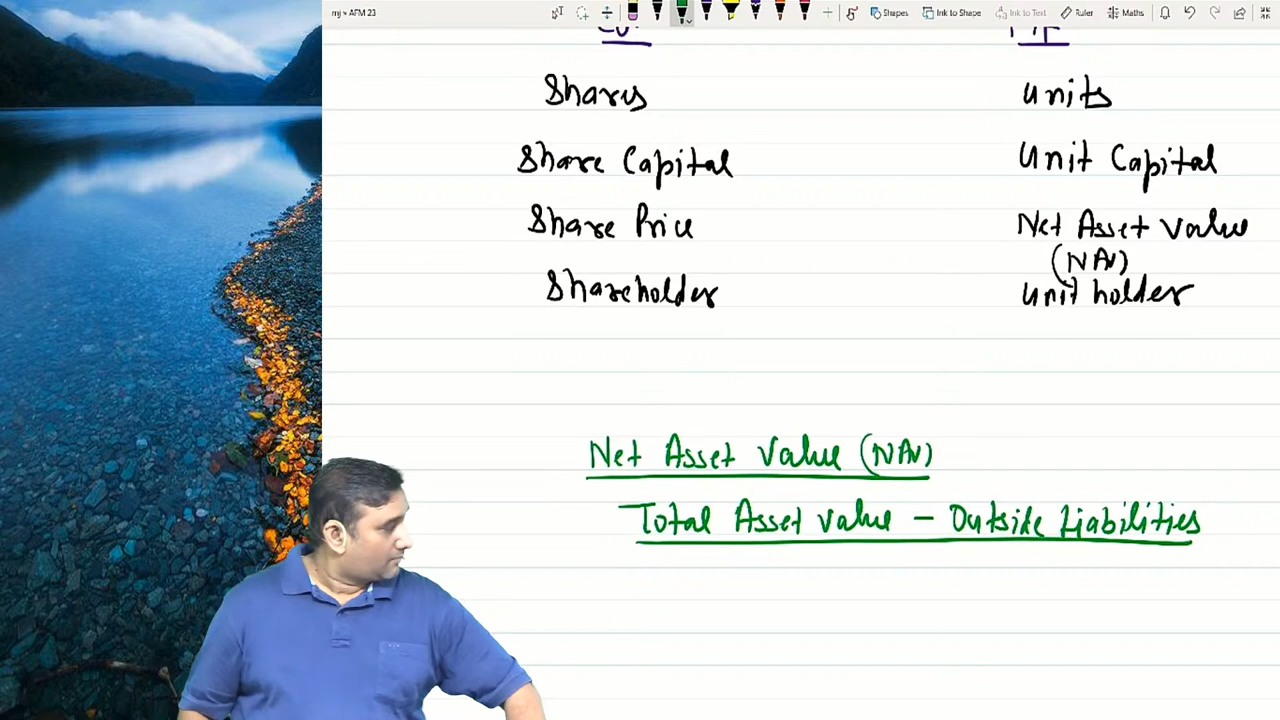 mj » AFM 23
Shapes Ink to Shape Ink to Text Ruler Maths
Shares Units
Share Capital Unit Capital
Share Price Net Asset Value
(NAV)
Shareholder Unit holder
Net Asset Value (NAV)
Total Asset value - Outside Liabilities